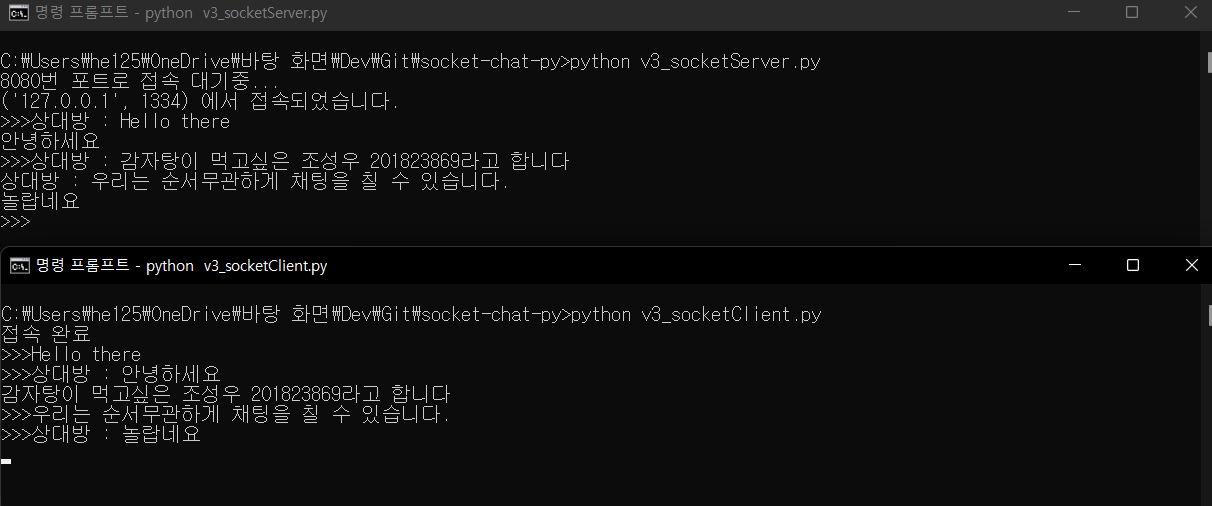 명령 프롬프트 - python  v3_socketServer.py
C:₩Users₩he125₩OneDrive₩바탕 화면₩Dev₩Git₩socket-chat-py>python v3_socketServer.py
8080번 포트로 접속 대기중...
('127.0.0.1', 1334) 에서 접속되었습니다.
>>>상대방 : Hello there
안녕하세요
>>>상대방 : 감자탕이 먹고싶은 조성우 201823869라고 합니다
상대방 : 우리는 순서무관하게 채팅을 칠 수 있습니다.
놀랍네요
>>>
명령 프롬프트 - python  v3_socketClient.py
C:₩Users₩he125₩OneDrive₩바탕 화면₩Dev₩Git₩socket-chat-py>python v3_socketClient.py
접속 완료
>>>Hello there
>>>상대방 : 안녕하세요
감자탕이 먹고싶은 조성우 201823869라고 합니다
>>>우리는 순서무관하게 채팅을 칠 수 있습니다.
>>>상대방 : 놀랍네요